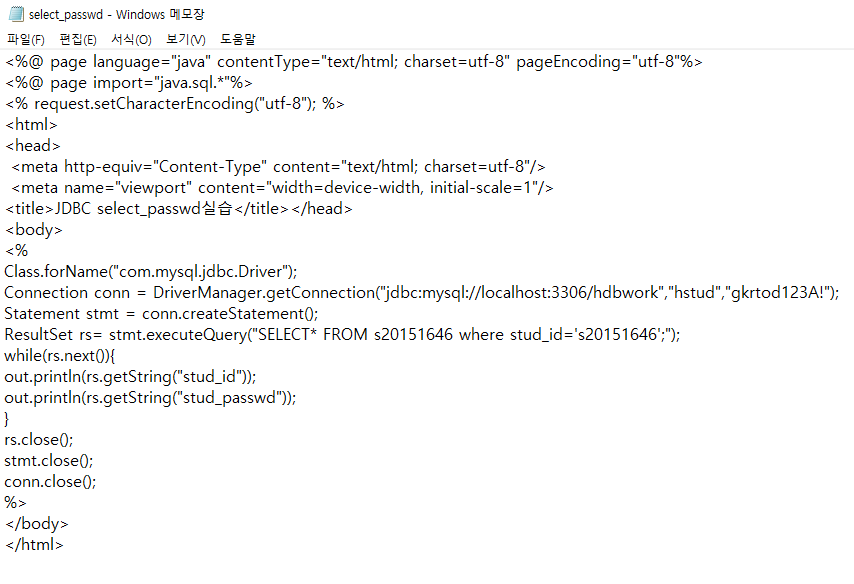 select_passwd - Windows 메모장
파일(F) 편집(E) 서식(O) 보기(V) 도움말
<%@ page language="java" contentType="text/html; charset=utf-8" pageEncoding="utf-8"%>
<%@ page import="java.sql.*"%>
<% request.setCharacterEncoding("utf-8"); %>
<html>
<head>
 <meta http-equiv="Content-Type" content="text/html; charset=utf-8"/>
 <meta name="viewport" content="width=device-width, initial-scale=1"/>
<title>JDBC select_passwd실습</title></head>
<body>
<%
Class.forName("com.mysql.jdbc.Driver");
Connection conn = DriverManager.getConnection("jdbc:mysql://localhost:3306/hdbwork","hstud","gkrtod123A!");
Statement stmt = conn.createStatement();
ResultSet rs= stmt.executeQuery("SELECT* FROM s20151646 where stud_id='s20151646';");
while(rs.next()){
out.println(rs.getString("stud_id"));
out.println(rs.getString("stud_passwd"));
}
rs.close();
stmt.close();
conn.close();
%>
</body>
</html>